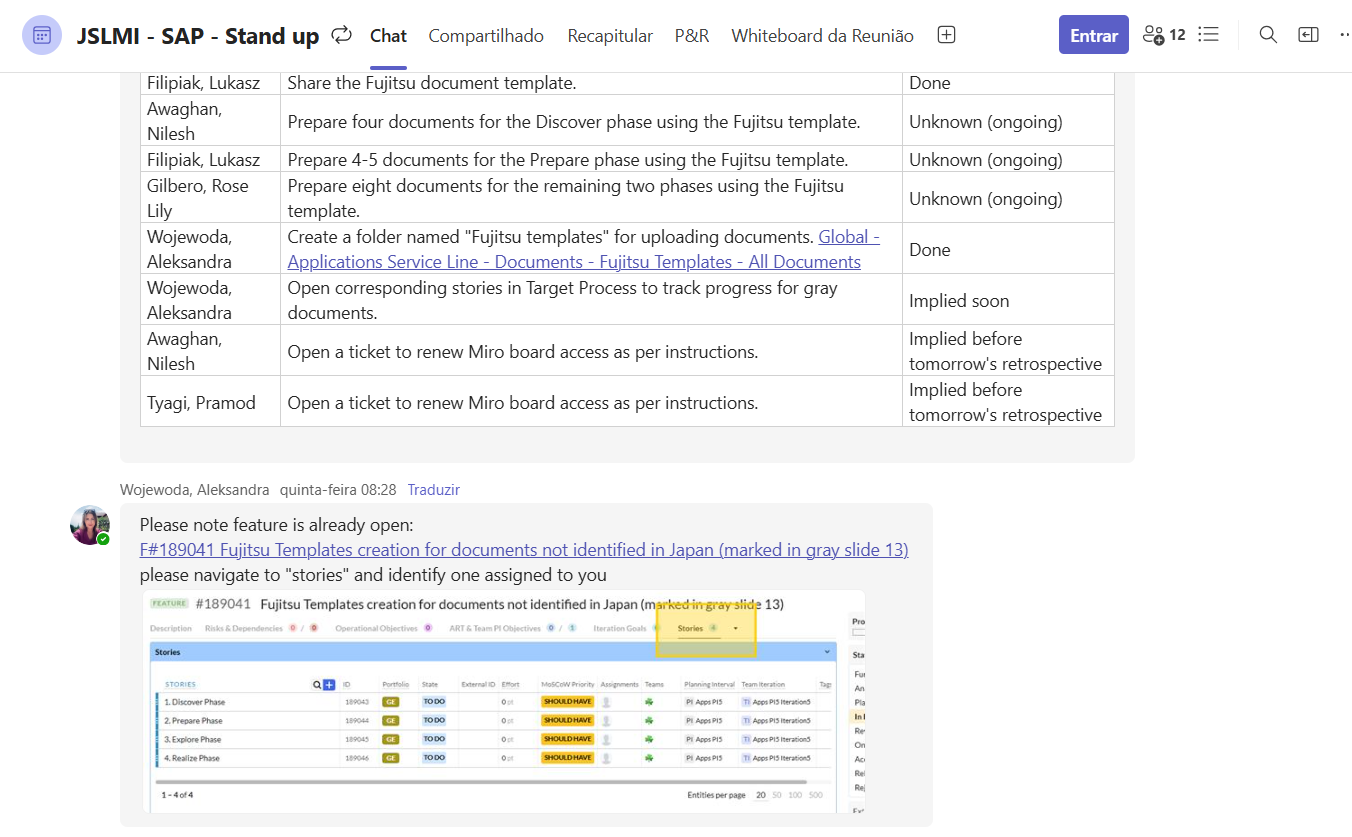 JSLMI - SAP - Stand up Chat Compartilhado Recapitular P&R Whiteboard da Reunião Entrar 12
Filipiak, Lukasz Share the Fujitsu document template. Done
Awaghan,
Nilesh Prepare four documents for the Discover phase using the Fujitsu template. Unknown (ongoing)
Filipiak, Lukasz Prepare 4-5 documents for the Prepare phase using the Fujitsu template. Unknown (ongoing)
Gilbero, Rose
Lily Prepare eight documents for the remaining two phases using the Fujitsu
template. Unknown (ongoing)
Wojewoda,
Aleksandra Create a folder named "Fujitsu templates" for uploading documents. Global -
Applications Service Line - Documents - Fujitsu Templates - All Documents Done
Wojewoda,
Aleksandra Open corresponding stories in Target Process to track progress for gray
documents. Implied soon
Awaghan,
Nilesh Open a ticket to renew Miro board access as per instructions. Implied before
tomorrow's retrospective
Tyagi, Pramod Open a ticket to renew Miro board access as per instructions. Implied before
tomorrow's retrospective
Wojewoda, Aleksandra quinta-feira 08:28 Traduzir
Please note feature is already open:
F#189041 Fujitsu Templates creation for documents not identified in Japan (marked in gray slide 13)
please navigate to "stories" and identify one assigned to you
FEATURE #189041 Fujitsu Templates creation for documents not identified in Japan (marked in gray slide 13)
Description Risks & Dependencies 0 / 0 Operational Objectives 0 ART & Team PI Objectives 0 / 1 Iteration Goals Stories 4
Stories
STORIES ID Portfolio State External ID Effort MoSCoW Priority Assignments Teams Planning Interval Team Iteration Tags
1. Discover Phase 189043 GE TO DO 0 pt SHOULD HAVE PI Apps PI5 TI Apps PI5 Iteration5
2. Prepare Phase 189044 GE TO DO 0 pt SHOULD HAVE PI Apps PI5 TI Apps PI5 Iteration5
3. Explore Phase 189045 GE TO DO 0 pt SHOULD HAVE PI Apps PI5 TI Apps PI5 Iteration5
4. Realize Phase 189046 GE TO DO 0 pt SHOULD HAVE PI Apps PI5 TI Apps PI5 Iteration5
1 – 4 of 4 Entities per page 20 50 100 500
Pro
Sta
Fur
An
Pla
In I
Re
On
Ac
Rel
Rej